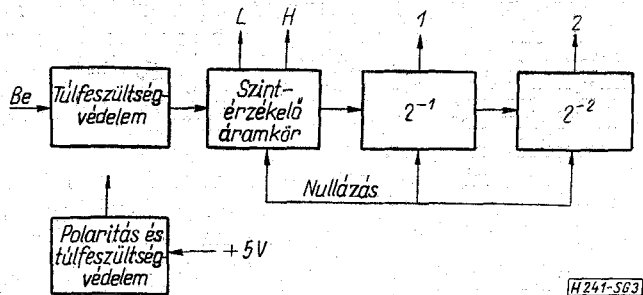 L
H
1
2
Be
Túlfeszültség-
védelem
Szint-
érzékelő
áramkör
2⁻¹
2⁻²
Nullázás
Polaritás és
túlfeszültség
védelem
+5V
H241-SG3